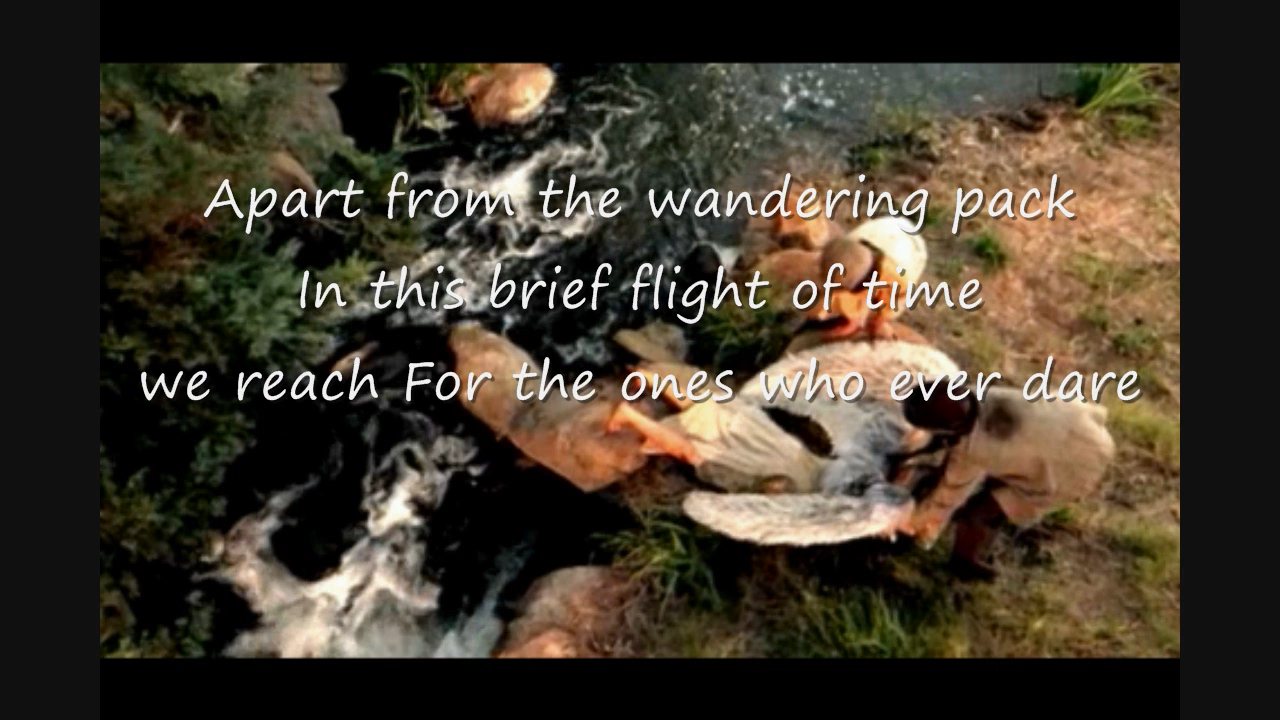 Apart from the wandering pack
In this brief flight of time
we reach For the ones who ever dare